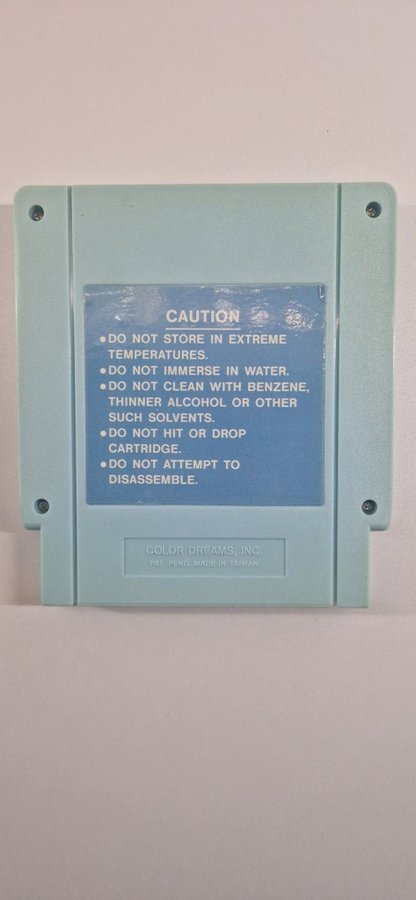 CAUTION
●DO NOT STORE IN EXTREME
TEMPERATURES.
●DO NOT IMMERSE IN WATER.
●DO NOT CLEAN WITH BENZENE,
THINNER ALCOHOL OR OTHER
SUCH SOLVENTS.
●DO NOT HIT OR DROP
CARTRIDGE.
●DO NOT ATTEMPT TO
DISASSEMBLE.
COLOR DREAMS, INC.
PAT. PEND. MADE IN TAIWAN